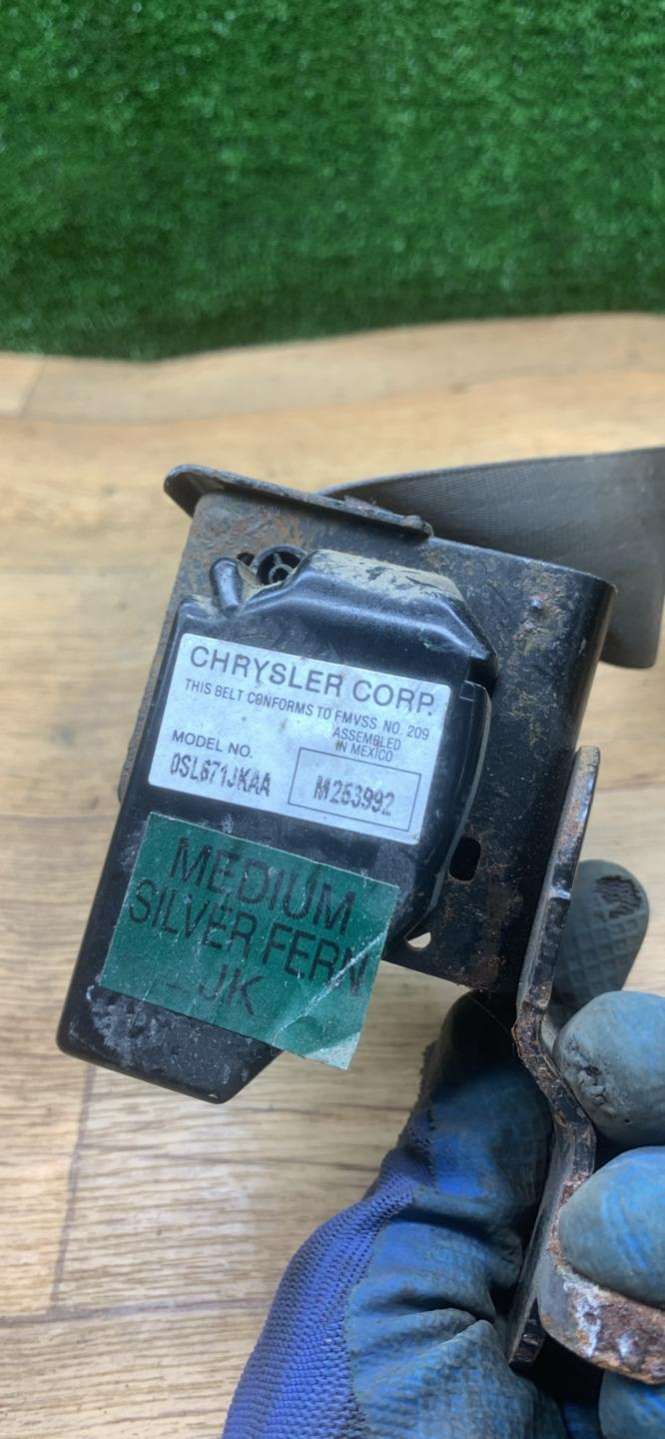 CHRYSLER CORP.
THIS BELT CONFORMS TO FMVSS NO. 209
ASSEMBLED
IN MEXICO
MODEL NO.
0SL671JKAA
M253992
MEDIUM
SILVER FERN
JK